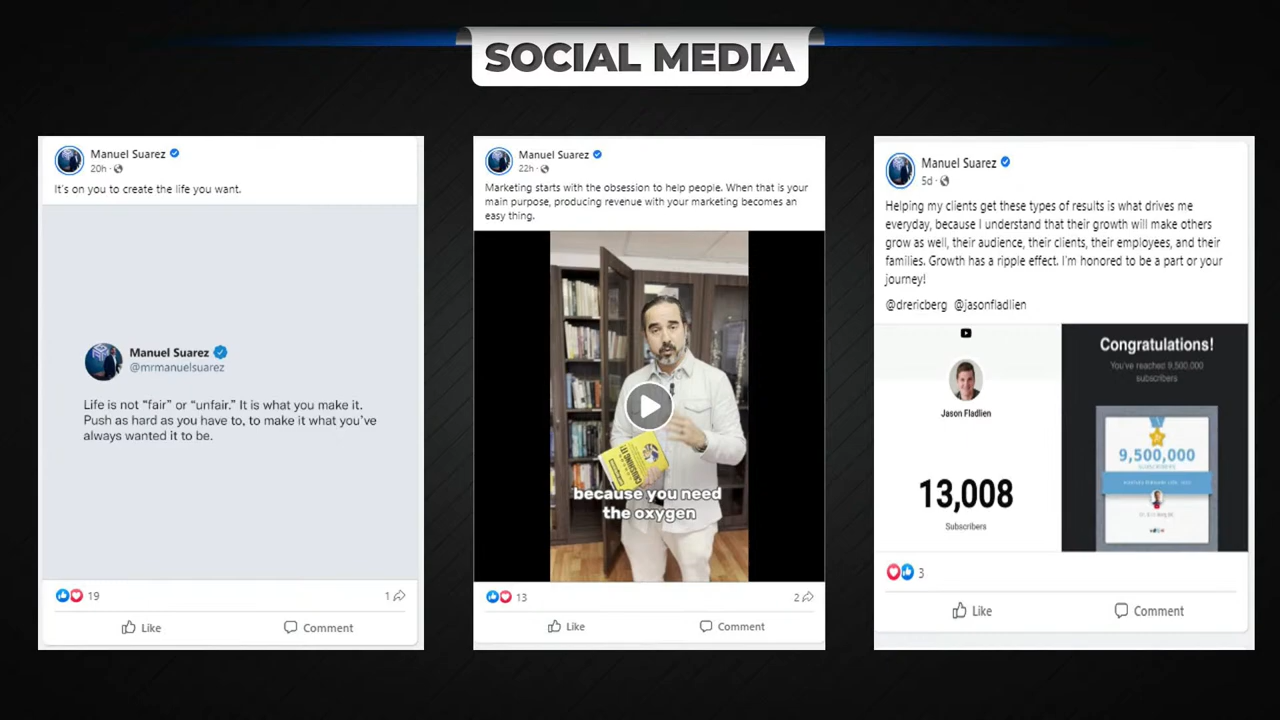 SOCIAL MEDIA
Manuel Suarez
20h ·
It's on you to create the life you want.
Manuel Suarez
@mrmanuelsuarez
Life is not “fair” or “unfair.” It is what you make it.
Push as hard as you have to, to make it what you’ve
always wanted it to be.
19
1
Like
Comment
Manuel Suarez
22h ·
Marketing starts with the obsession to help people. When that is your
main purpose, producing revenue with your marketing becomes an
easy thing.
because you need
the oxygen
13
2
Like
Comment
Manuel Suarez
5d ·
Helping my clients get these types of results is what drives me
everyday, because I understand that their growth will make others
grow as well, their audience, their clients, their employees, and their
families. Growth has a ripple effect. I'm honored to be a part or your
journey!
@drericberg @jasonfladlien
Jason Fladlien
13,008
Subscribers
Congratulations!
You've reached 9,500,000
subscribers
9,500,000
3
Like
Comment